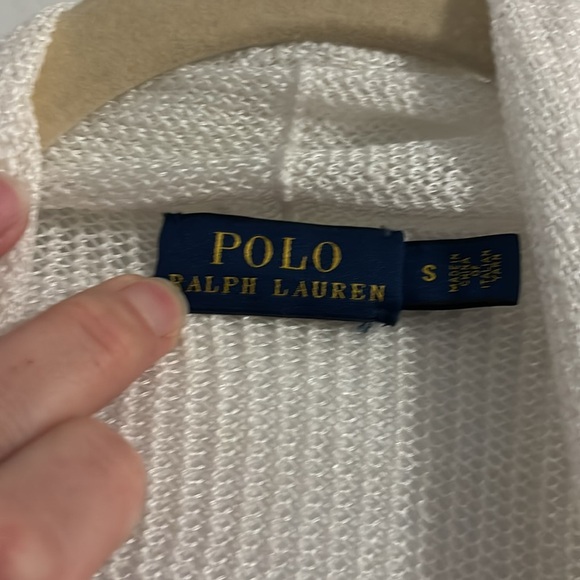 POLO
RALPH LAUREN
S
MADE IN
CHINA
OF
ITALIAN
YARN